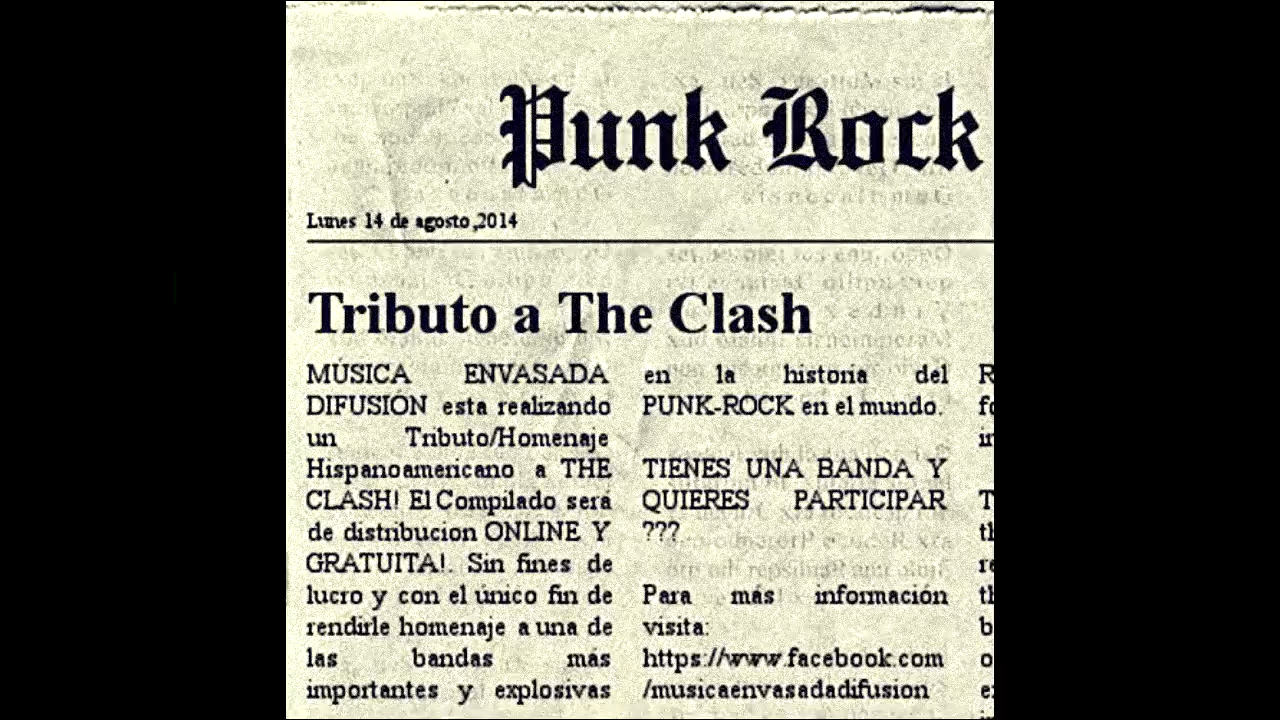 Punk Rock
Lunes 14 de agosto,2014
Tributo a The Clash
MÚSICA ENVASADA
DIFUSIÓN esta realizando
un Tributo/Homenaje
Hispanoamericano a THE
CLASH! El Compilado sera
de distribucion ONLINE Y
GRATUITA!. Sin fines de
lucro y con el único fin de
rendirle homenaje a una de
las bandas más
importantes y explosivas
en la historia del
PUNK-ROCK en el mundo.
TIENES UNA BANDA Y
QUIERES PARTICIPAR
???
Para más información
visita:
https://www.facebook.com
/musicaenvasadadifusion